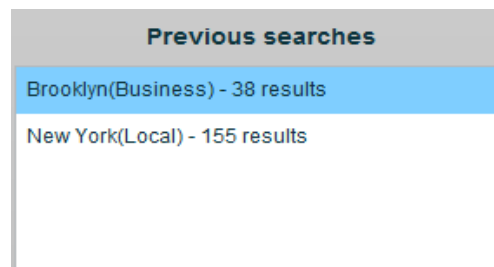 Previous searches
Brooklyn(Business) - 38 results
New York(Local) - 155 results